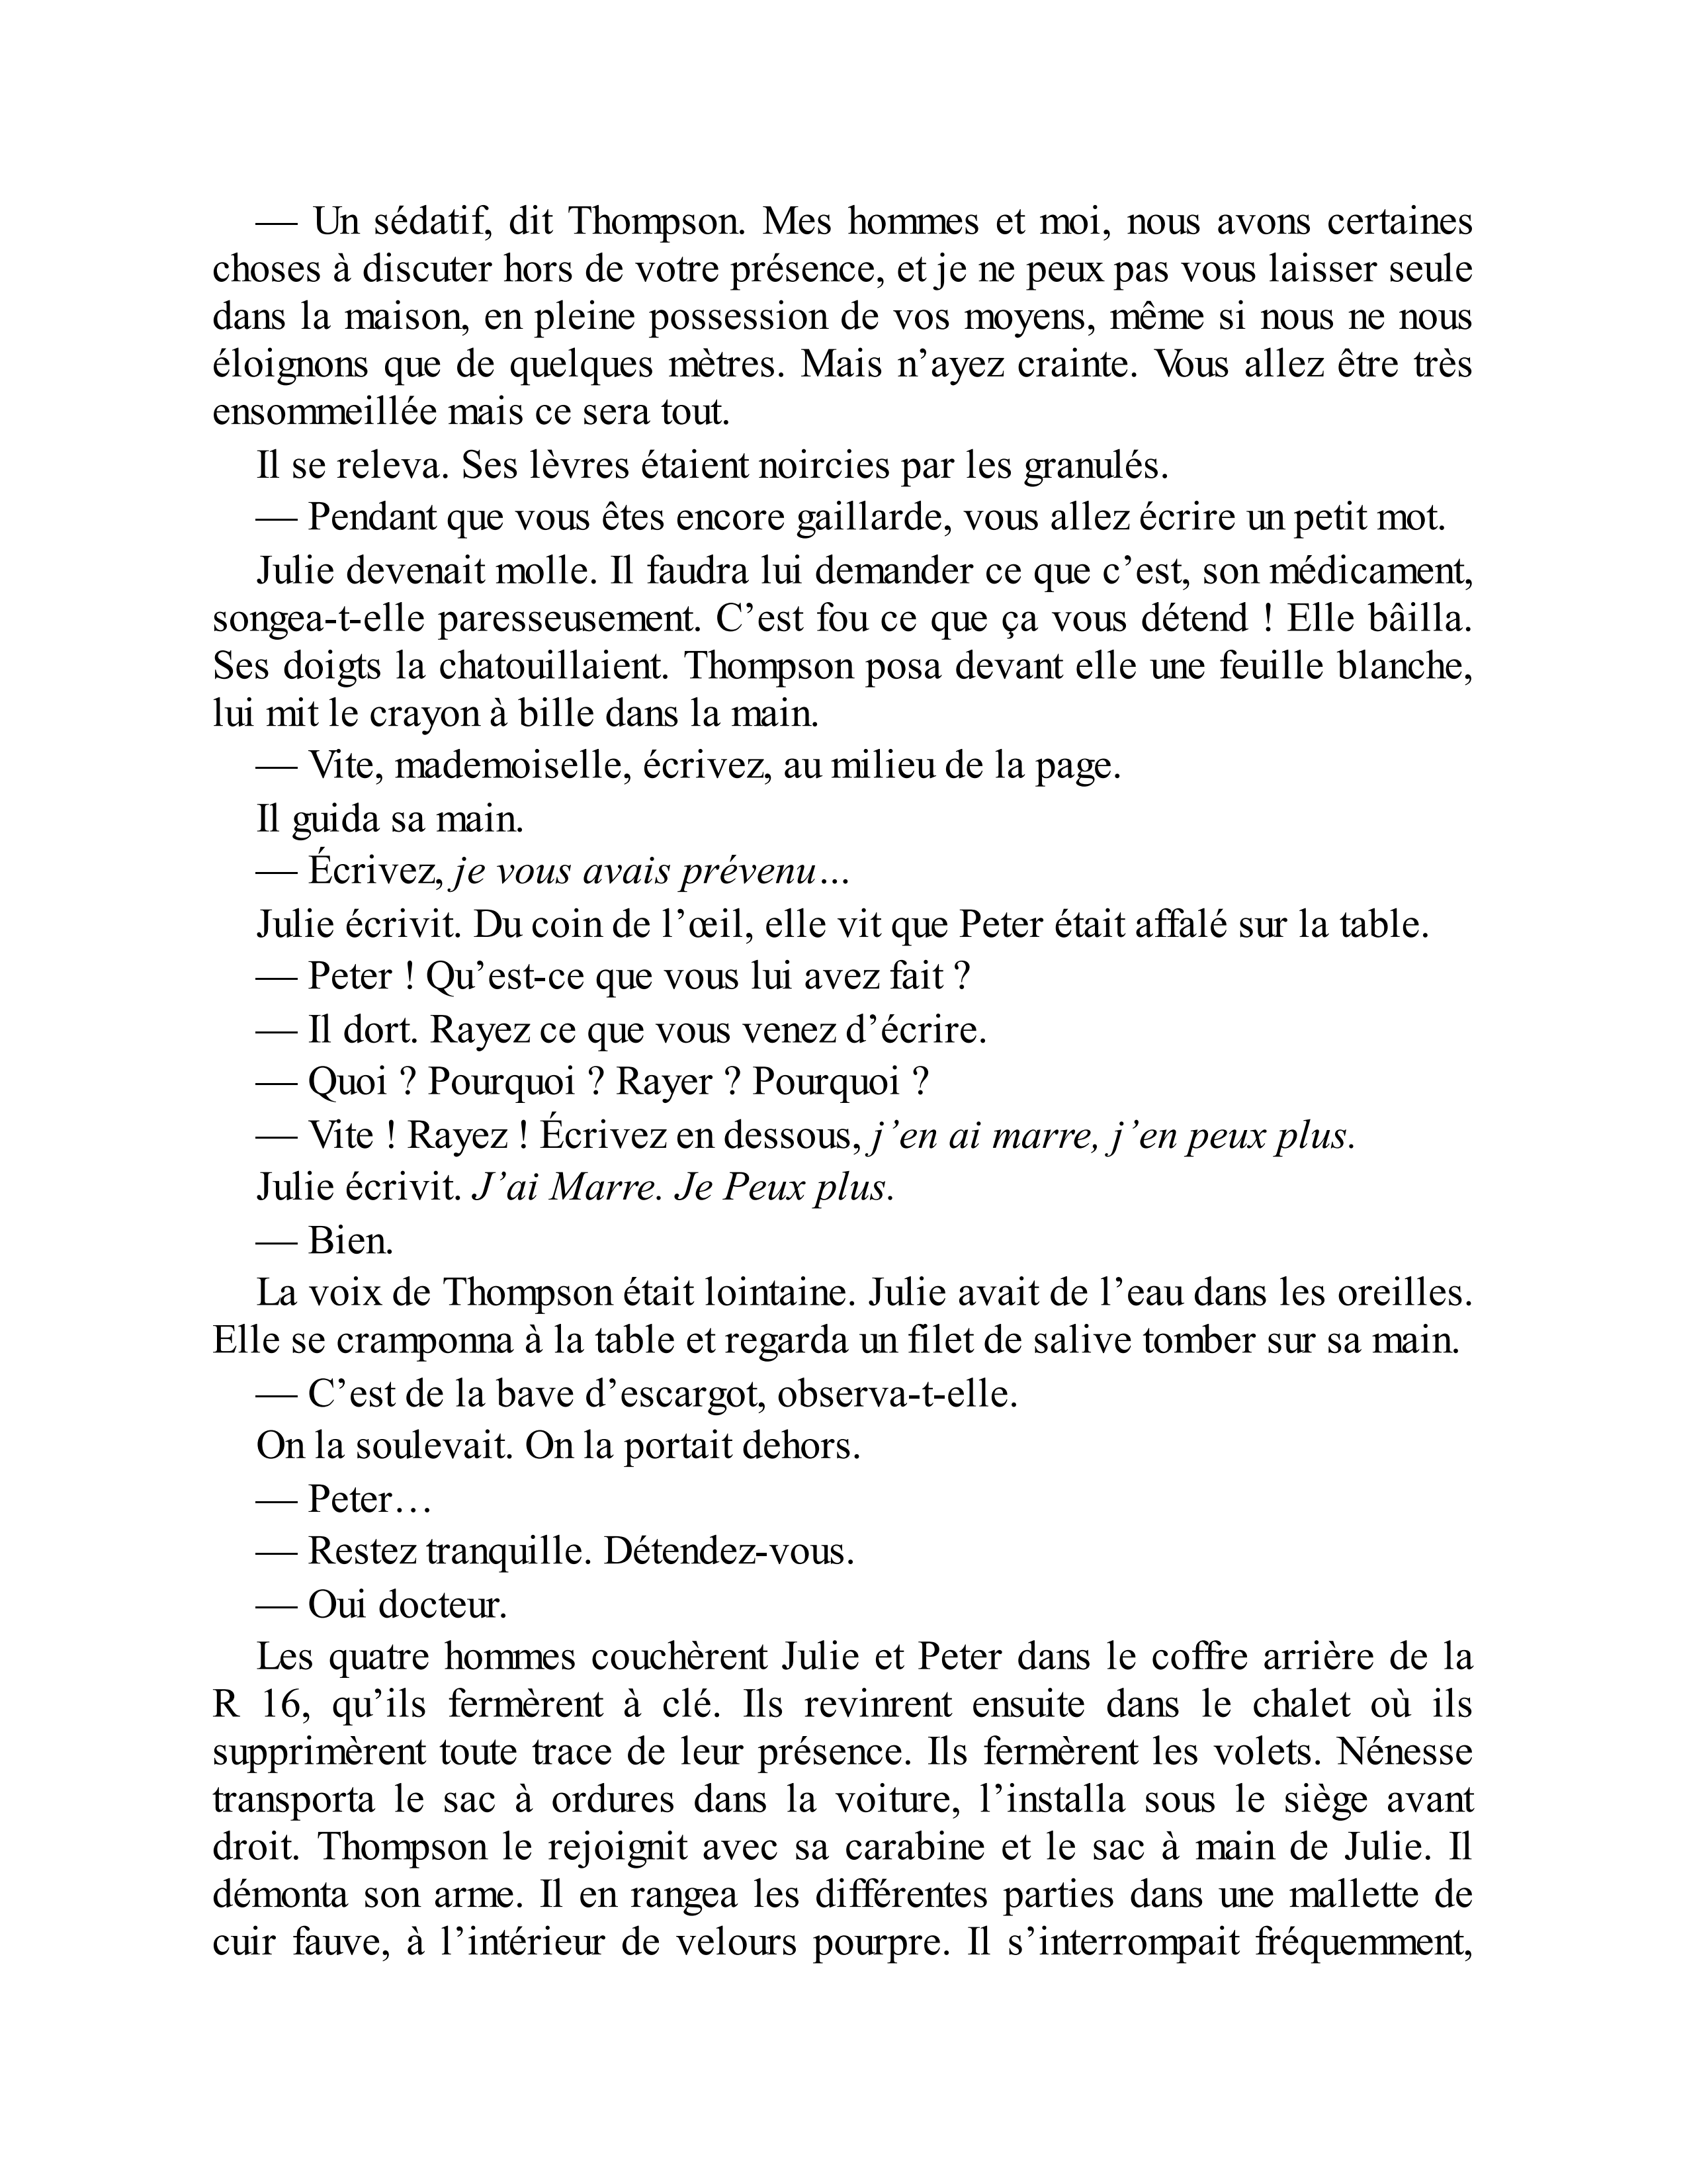 — Un sédatif, dit Thompson. Mes hommes et moi, nous avons certaines
choses à discuter hors de votre présence, et je ne peux pas vous laisser seule
dans la maison, en pleine possession de vos moyens, même si nous ne nous
éloignons que de quelques mètres. Mais n’ayez crainte. Vous allez être très
ensommeillée mais ce sera tout.
Il se releva. Ses lèvres étaient noircies par les granulés.
— Pendant que vous êtes encore gaillarde, vous allez écrire un petit mot.
Julie devenait molle. Il faudra lui demander ce que c’est, son médicament,
songea-t-elle paresseusement. C’est fou ce que ça vous détend ! Elle bâilla.
Ses doigts la chatouillaient. Thompson posa devant elle une feuille blanche,
lui mit le crayon à bille dans la main.
— Vite, mademoiselle, écrivez, au milieu de la page.
Il guida sa main.
— Écrivez, je vous avais prévenu…
Julie écrivit. Du coin de l’œil, elle vit que Peter était affalé sur la table.
— Peter ! Qu’est-ce que vous lui avez fait ?
— Il dort. Rayez ce que vous venez d’écrire.
— Quoi ? Pourquoi ? Rayer ? Pourquoi ?
— Vite ! Rayez ! Écrivez en dessous, j’en ai marre, j’en peux plus.
Julie écrivit. J’ai Marre. Je Peux plus.
— Bien.
La voix de Thompson était lointaine. Julie avait de l’eau dans les oreilles.
Elle se cramponna à la table et regarda un filet de salive tomber sur sa main.
— C’est de la bave d’escargot, observa-t-elle.
On la soulevait. On la portait dehors.
— Peter…
— Restez tranquille. Détendez-vous.
— Oui docteur.
Les quatre hommes couchèrent Julie et Peter dans le coffre arrière de la
R 16, qu’ils fermèrent à clé. Ils revinrent ensuite dans le chalet où ils
supprimèrent toute trace de leur présence. Ils fermèrent les volets. Nénesse
transporta le sac à ordures dans la voiture, l’installa sous le siège avant
droit. Thompson le rejoignit avec sa carabine et le sac à main de Julie. Il
démonta son arme. Il en rangea les différentes parties dans une mallette de
cuir fauve, à l’intérieur de velours pourpre. Il s’interrompait fréquemment,